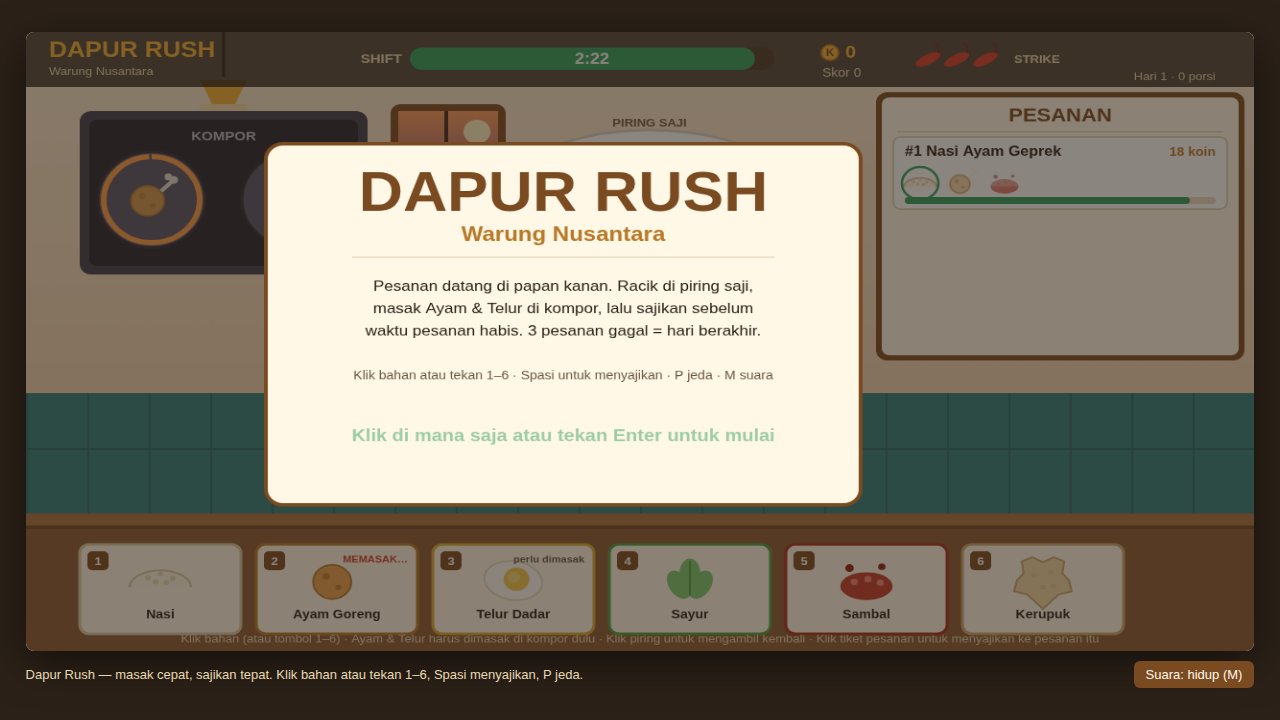 DAPUR RUSH
Warung Nusantara
SHIFT
2:22
K 0
Skor 0
STRIKE
Hari 1 · 0 porsi
KOMPOR
PIRING SAJI
PESANAN
#1 Nasi Ayam Geprek
18 koin
DAPUR RUSH
Warung Nusantara
Pesanan datang di papan kanan. Racik di piring saji,
masak Ayam & Telur di kompor, lalu sajikan sebelum
waktu pesanan habis. 3 pesanan gagal = hari berakhir.
Klik bahan atau tekan 1–6 · Spasi untuk menyajikan · P jeda · M suara
Klik di mana saja atau tekan Enter untuk mulai
1
Nasi
2
MEMASAK...
Ayam Goreng
3
perlu dimasak
Telur Dadar
4
Sayur
5
Sambal
6
Kerupuk
Klik bahan (atau tombol 1–6) · Ayam & Telur harus dimasak di kompor dulu · Klik piring untuk mengambil kembali · Klik tiket pesanan untuk menyajikan ke pesanan itu
Dapur Rush — masak cepat, sajikan tepat. Klik bahan atau tekan 1–6, Spasi menyajikan, P jeda.
Suara: hidup (M)